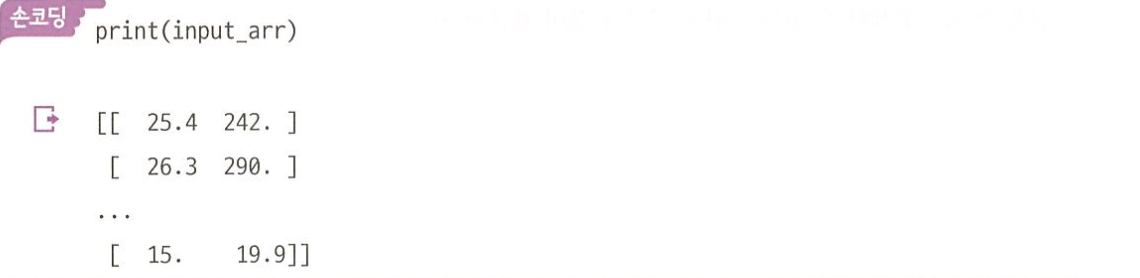 손코딩
print(input_arr)
[[ 25.4 242. ]
[ 26.3 290. ]
...
[ 15. 19.9]]